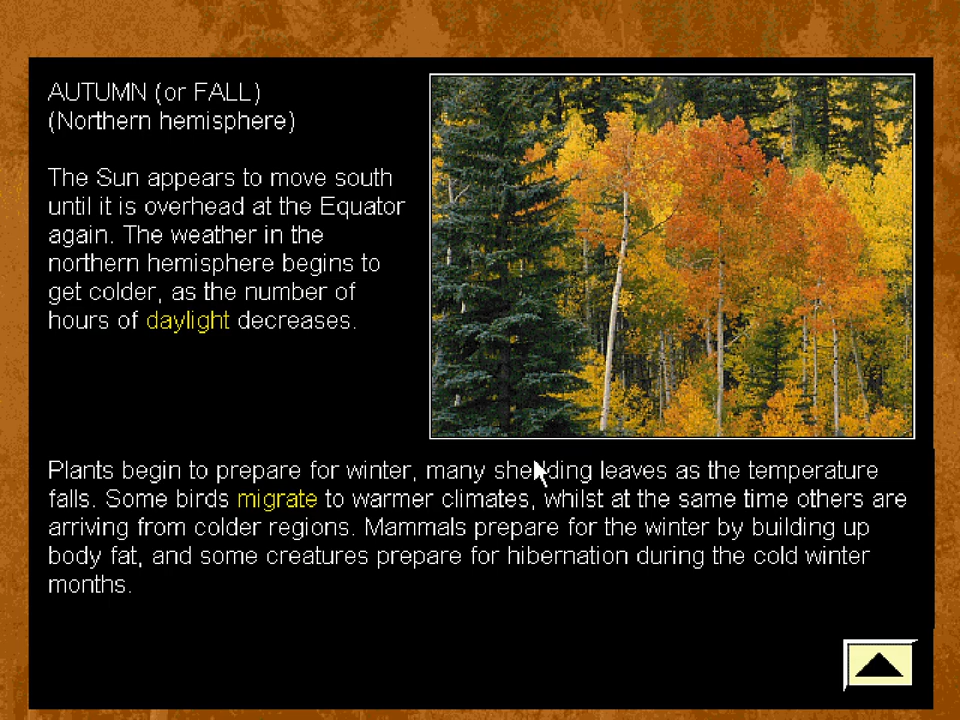 AUTUMN (or FALL)
(Northern hemisphere)
The Sun appears to move south
until it is overhead at the Equator
again. The weather in the
northern hemisphere begins to
get colder, as the number of
hours of daylight decreases.
Plants begin to prepare for winter, many shedding leaves as the temperature
falls. Some birds migrate to warmer climates, whilst at the same time others are
arriving from colder regions. Mammals prepare for the winter by building up
body fat, and some creatures prepare for hibernation during the cold winter
months.